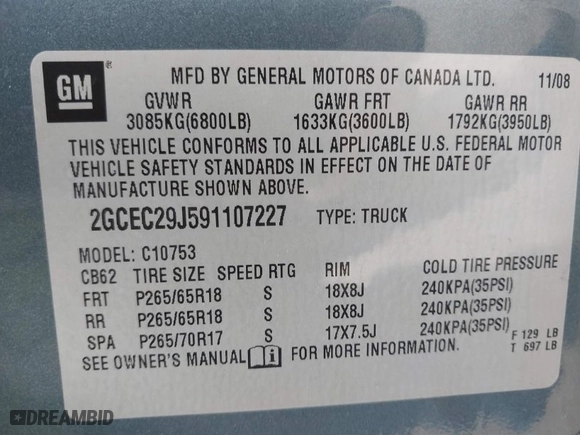 GM ®
MFD BY GENERAL MOTORS OF CANADA LTD. 11/08
GVWR GAWR FRT GAWR RR
3085KG(6800LB) 1633KG(3600LB) 1792KG(3950LB)
THIS VEHICLE CONFORMS TO ALL APPLICABLE U.S. FEDERAL MOTOR
VEHICLE SAFETY STANDARDS IN EFFECT ON THE DATE OF
MANUFACTURE SHOWN ABOVE.
2GCEC29J591107227 TYPE: TRUCK
MODEL: C10753
CB62 TIRE SIZE SPEED RTG RIM COLD TIRE PRESSURE
FRT P265/65R18 S 18X8J 240KPA(35PSI)
RR P265/65R18 S 18X8J 240KPA(35PSI)
SPA P265/70R17 S 17X7.5J 240KPA(35PSI)
F 129 LB
T 697 LB
SEE OWNER'S MANUAL i FOR MORE INFORMATION.
DREAMBID